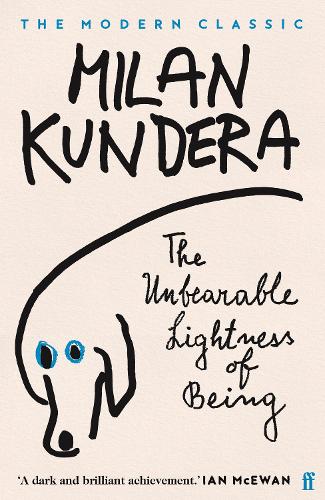 THE MODERN CLASSIC
MILAN
KUNDERA
The
Unbearable
Lightness
of
Being
‘A dark and brilliant achievement.’ IAN McEWAN
ff